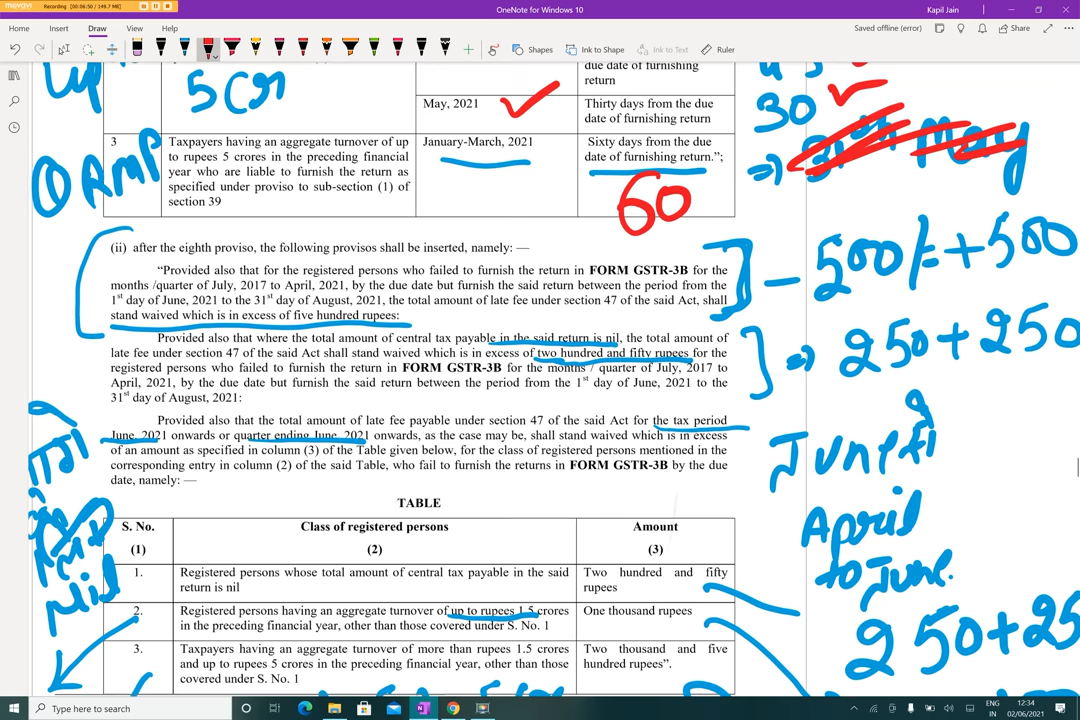 movavi
Recording [ 00:06:50 / 149.7 MB ]
OneNote for Windows 10
Kapil Jain
Home Insert Draw View Help
Saved offline (error)
Share
Shapes
Ink to Shape
Ink to Text
Ruler
due date of furnishing
return
5 Cr
May, 2021
Thirty days from the due
date of furnishing return
30
3
Taxpayers having an aggregate turnover of up
to rupees 5 crores in the preceding financial
year who are liable to furnish the return as
specified under proviso to sub-section (1) of
section 39
January-March, 2021
Sixty days from the due
date of furnishing return.”;
QRMP
=> 31st May
60
(ii) after the eighth proviso, the following provisos shall be inserted, namely: —
“Provided also that for the registered persons who failed to furnish the return in FORM GSTR-3B for the
months /quarter of July, 2017 to April, 2021, by the due date but furnish the said return between the period from the
1st day of June, 2021 to the 31st day of August, 2021, the total amount of late fee under section 47 of the said Act, shall
stand waived which is in excess of five hundred rupees:
500/- + 500
Provided also that where the total amount of central tax payable in the said return is nil, the total amount of
late fee under section 47 of the said Act shall stand waived which is in excess of two hundred and fifty rupees for the
registered persons who failed to furnish the return in FORM GSTR-3B for the months / quarter of July, 2017 to
April, 2021, by the due date but furnish the said return between the period from the 1st day of June, 2021 to the
31st day of August, 2021:
=> 250+250
Provided also that the total amount of late fee payable under section 47 of the said Act for the tax period
June, 2021 onwards or quarter ending June, 2021 onwards, as the case may be, shall stand waived which is in excess
of an amount as specified in column (3) of the Table given below, for the class of registered persons mentioned in the
corresponding entry in column (2) of the said Table, who fail to furnish the returns in FORM GSTR-3B by the due
date, namely: —
June की
April
to June.
TABLE
S. No. Class of registered persons Amount
(1) (2) (3)
1.
Registered persons whose total amount of central tax payable in the said
return is nil
Two hundred and fifty
rupees
Nil
2.
Registered persons having an aggregate turnover of up to rupees 1.5 crores
in the preceding financial year, other than those covered under S. No. 1
One thousand rupees
250+25
3.
Taxpayers having an aggregate turnover of more than rupees 1.5 crores
and up to rupees 5 crores in the preceding financial year, other than those
covered under S. No. 1
Two thousand and five
hundred rupees”.
Type here to search
ENG
IN
12:34
02/06/2021